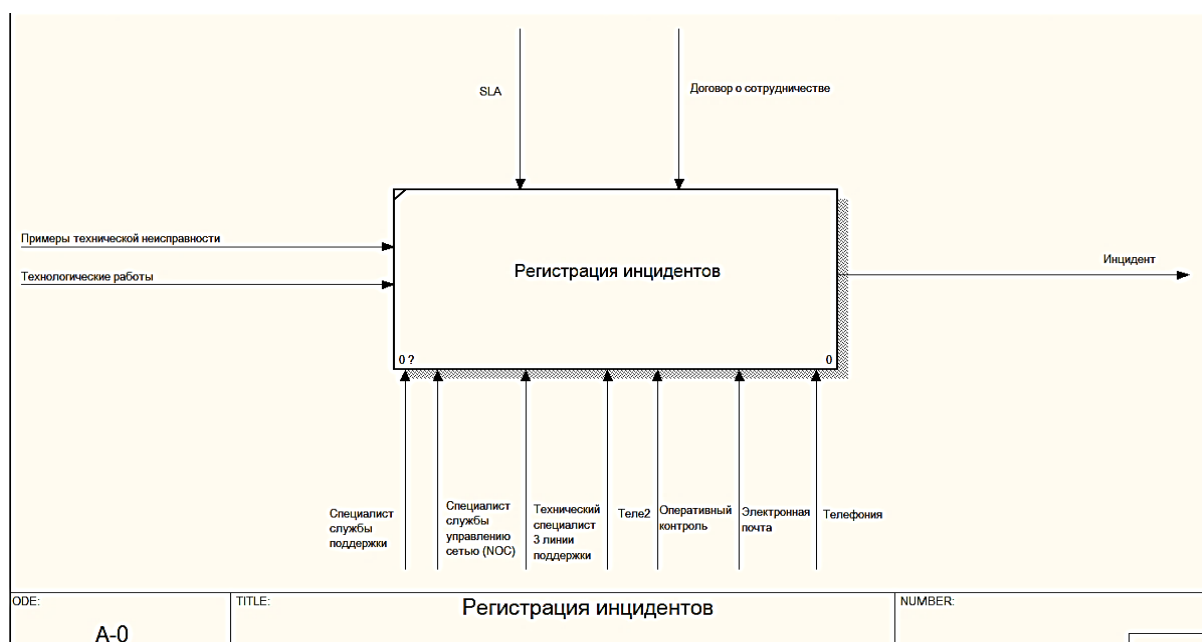 SLA
Договор о сотрудничестве
Примеры технической неисправности
Технологические работы
Регистрация инцидентов
Инцидент
0 ?
0
Специалист
службы
поддержки
Специалист
службы
управлению
сетью (NOC)
Технический
специалист
3 линии
поддержки
Теле2
Оперативный
контроль
Электронная
почта
Телефония
ODE:
A-0
TITLE:
Регистрация инцидентов
NUMBER: